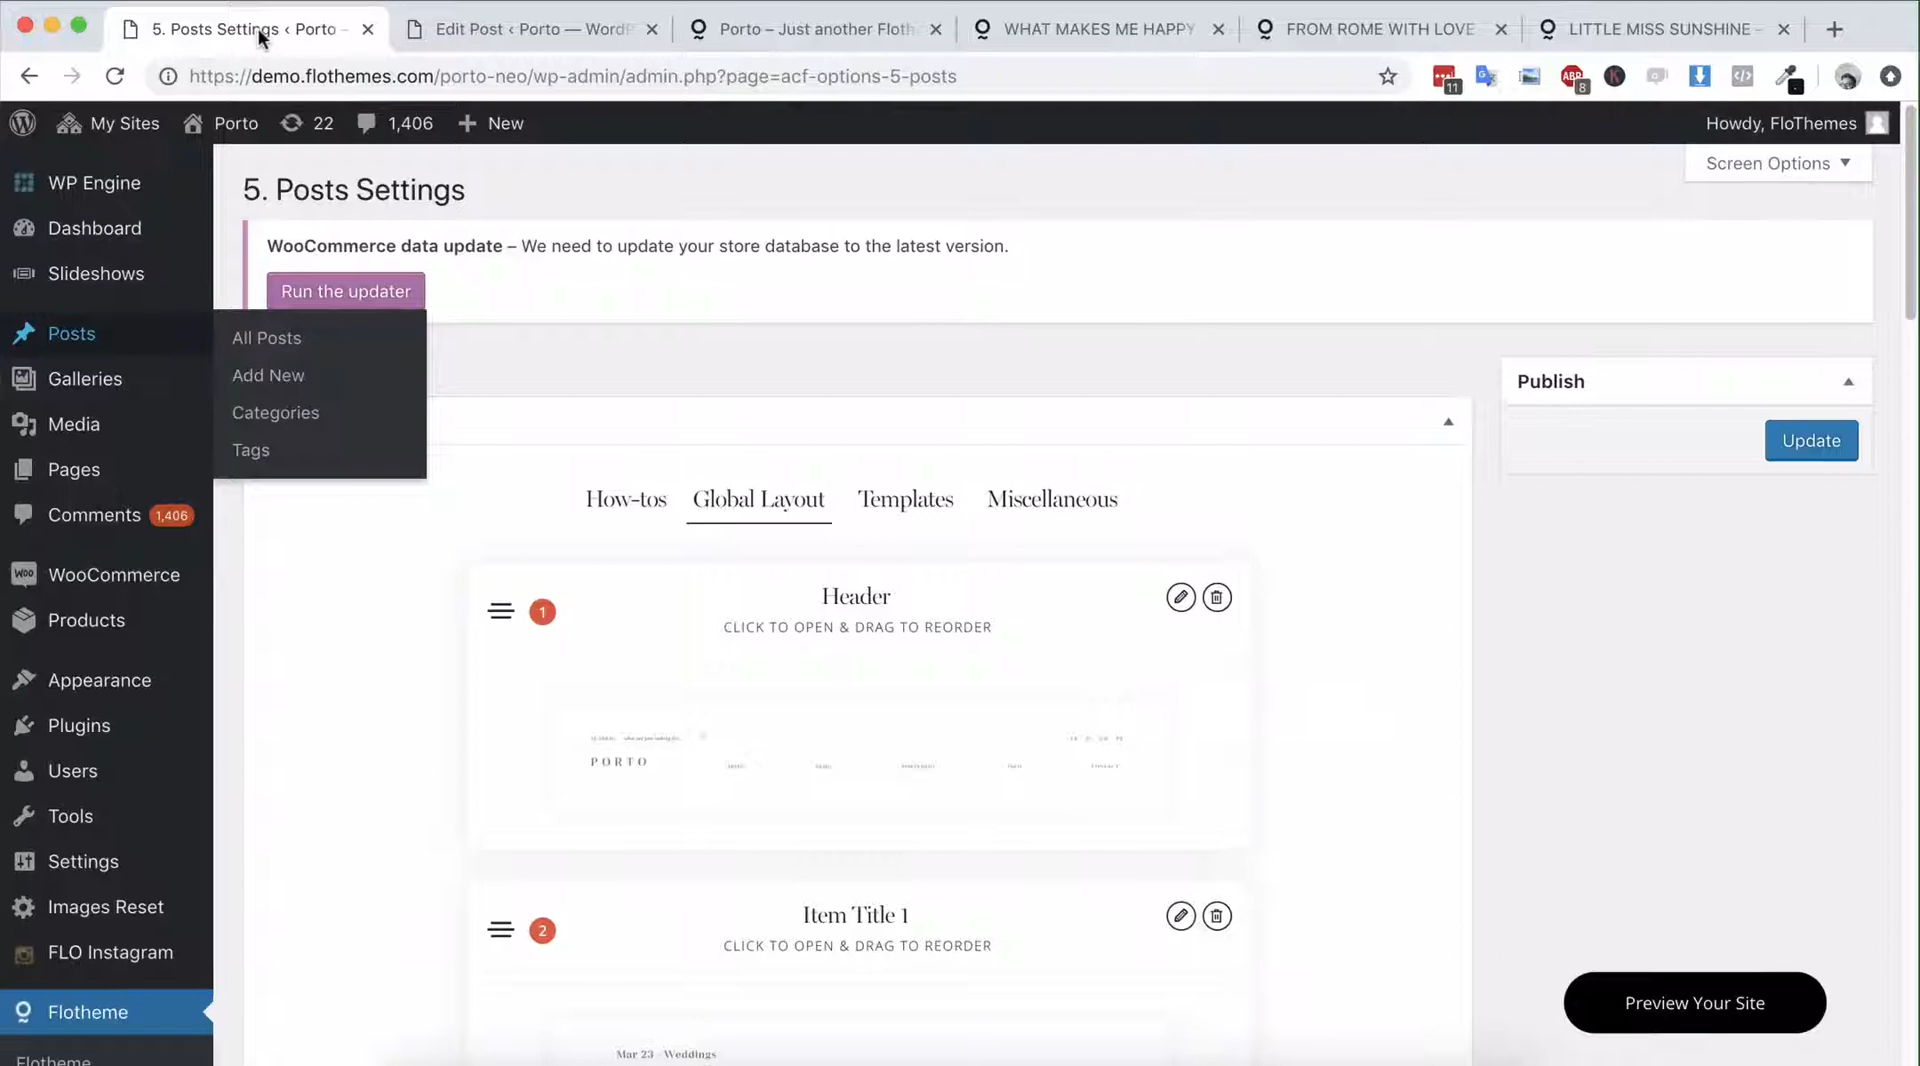 5. Posts Settings ‹ Porto –
Edit Post ‹ Porto — WordP
Porto – Just another Floth
WHAT MAKES ME HAPPY
FROM ROME WITH LOVE
LITTLE MISS SUNSHINE –
https://demo.flothemes.com/porto-neo/wp-admin/admin.php?page=acf-options-5-posts
11
ABP
8
K
My Sites
Porto
22
1,406
New
Howdy, FloThemes
Screen Options
WP Engine
Dashboard
Slideshows
Posts
Galleries
Media
Pages
Comments 1,406
WooCommerce
Products
Appearance
Plugins
Users
Tools
Settings
Images Reset
FLO Instagram
Flotheme
Flotheme
All Posts
Add New
Categories
Tags
5. Posts Settings
WooCommerce data update – We need to update your store database to the latest version.
Run the updater
Publish
Update
How-tos
Global Layout
Templates
Miscellaneous
1
Header
CLICK TO OPEN & DRAG TO REORDER
PORTO
2
Item Title 1
CLICK TO OPEN & DRAG TO REORDER
Mar 23
Weddings
Preview Your Site